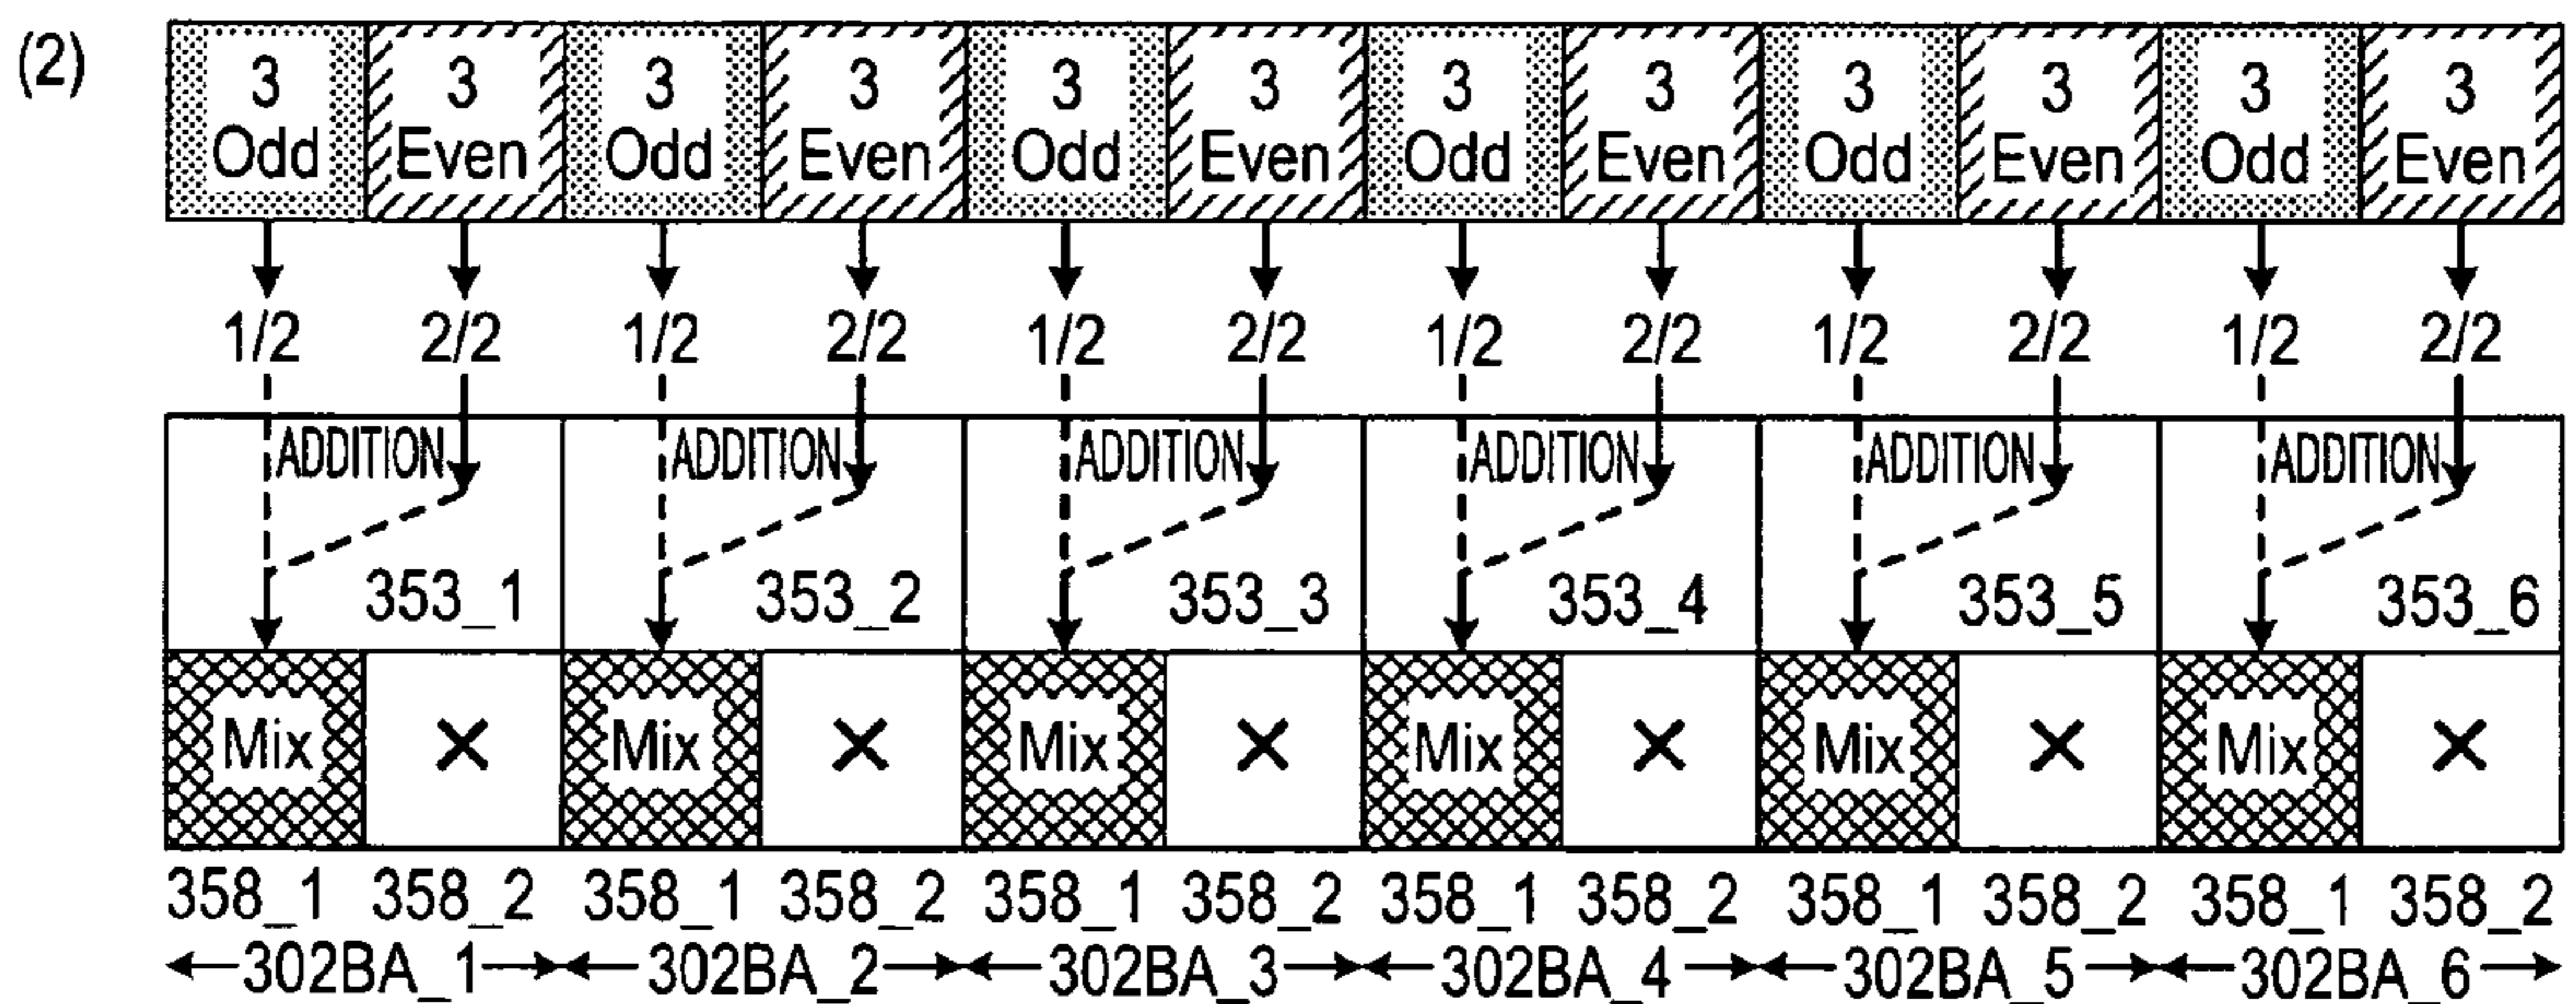 (2)
3 3 3 3 3 3 3 3 3 3 3 3
Odd Even Odd Even Odd Even Odd Even Odd Even Odd Even
1/2 2/2 1/2 2/2 1/2 2/2 1/2 2/2 1/2 2/2 1/2 2/2
ADDITION ADDITION ADDITION ADDITION ADDITION ADDITION
353_1 353_2 353_3 353_4 353_5 353_6
Mix × Mix × Mix × Mix × Mix × Mix ×
358_1 358_2 358_1 358_2 358_1 358_2 358_1 358_2 358_1 358_2 358_1 358_2
302BA_1 302BA_2 302BA_3 302BA_4 302BA_5 302BA_6